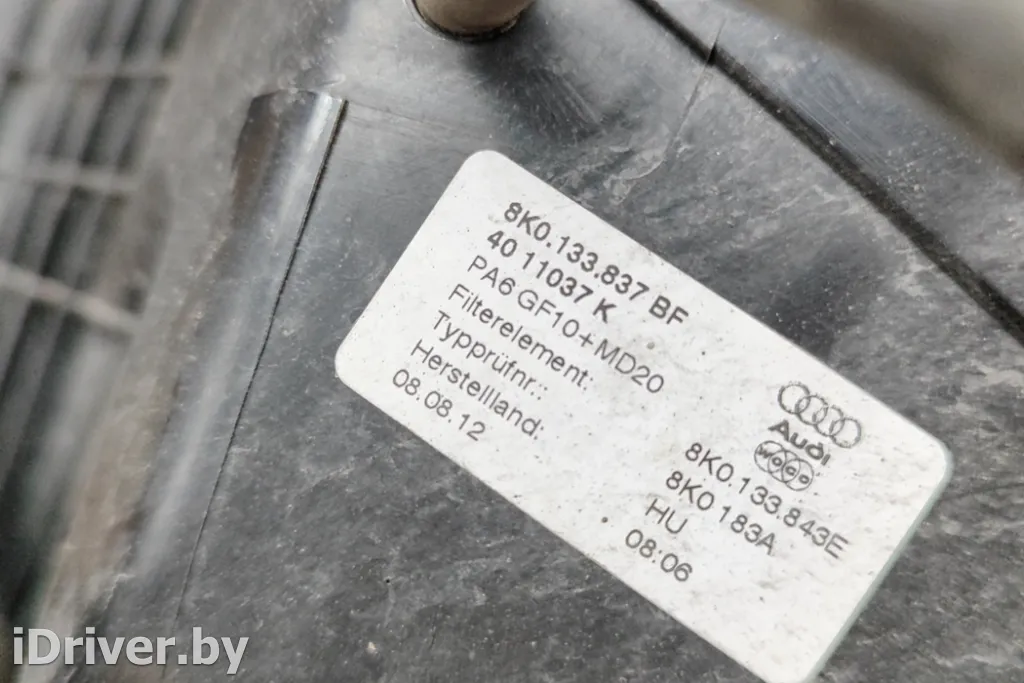 8K0.133.837 BF
40 11037 K
PA6 GF10+MD20
Filterelement: 8K0.133.843E
Typprüfnr.: 8K0 183A
Herstellland: HU
08.08.12 08:06
Audi
WOCO
iDriver.by